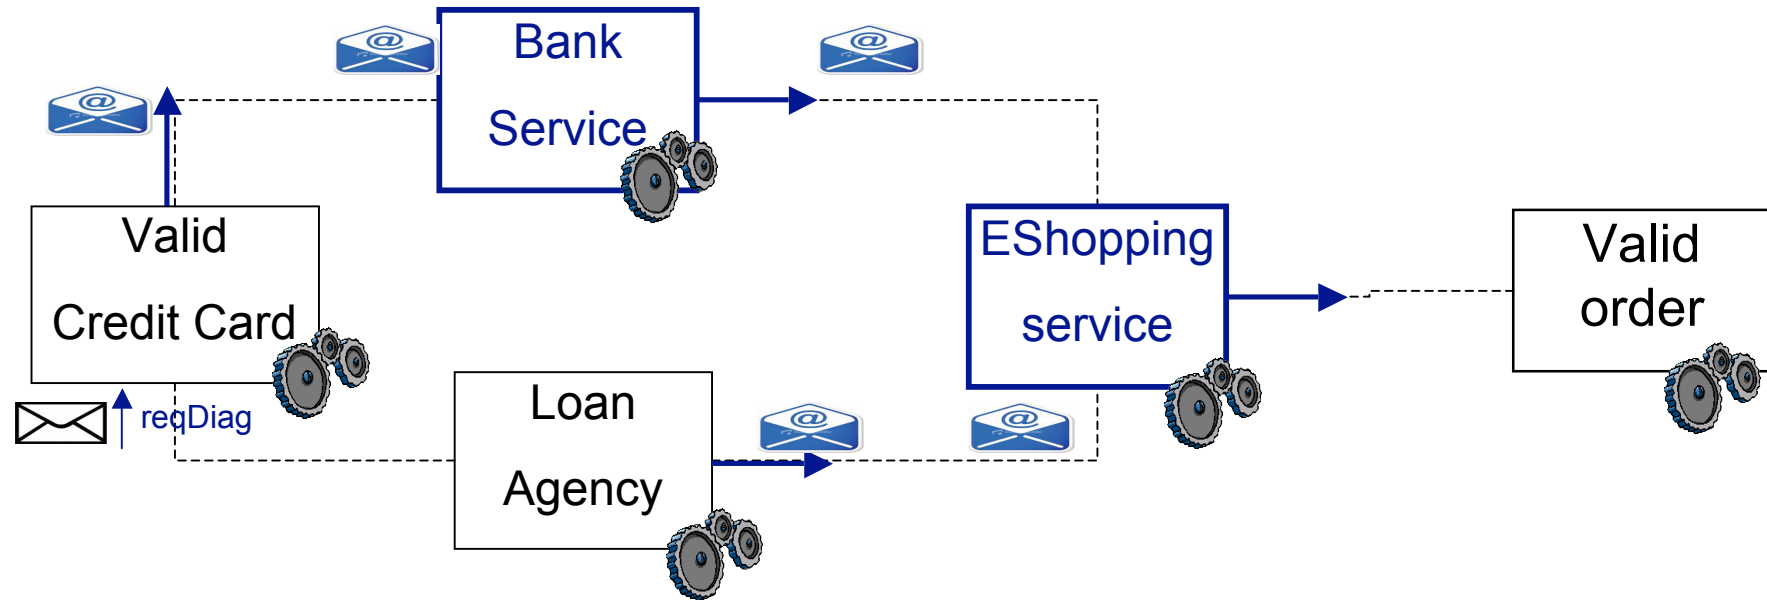 Bank
Service
Valid
Credit Card
reqDiag
Loan
Agency
EShopping
service
Valid
order